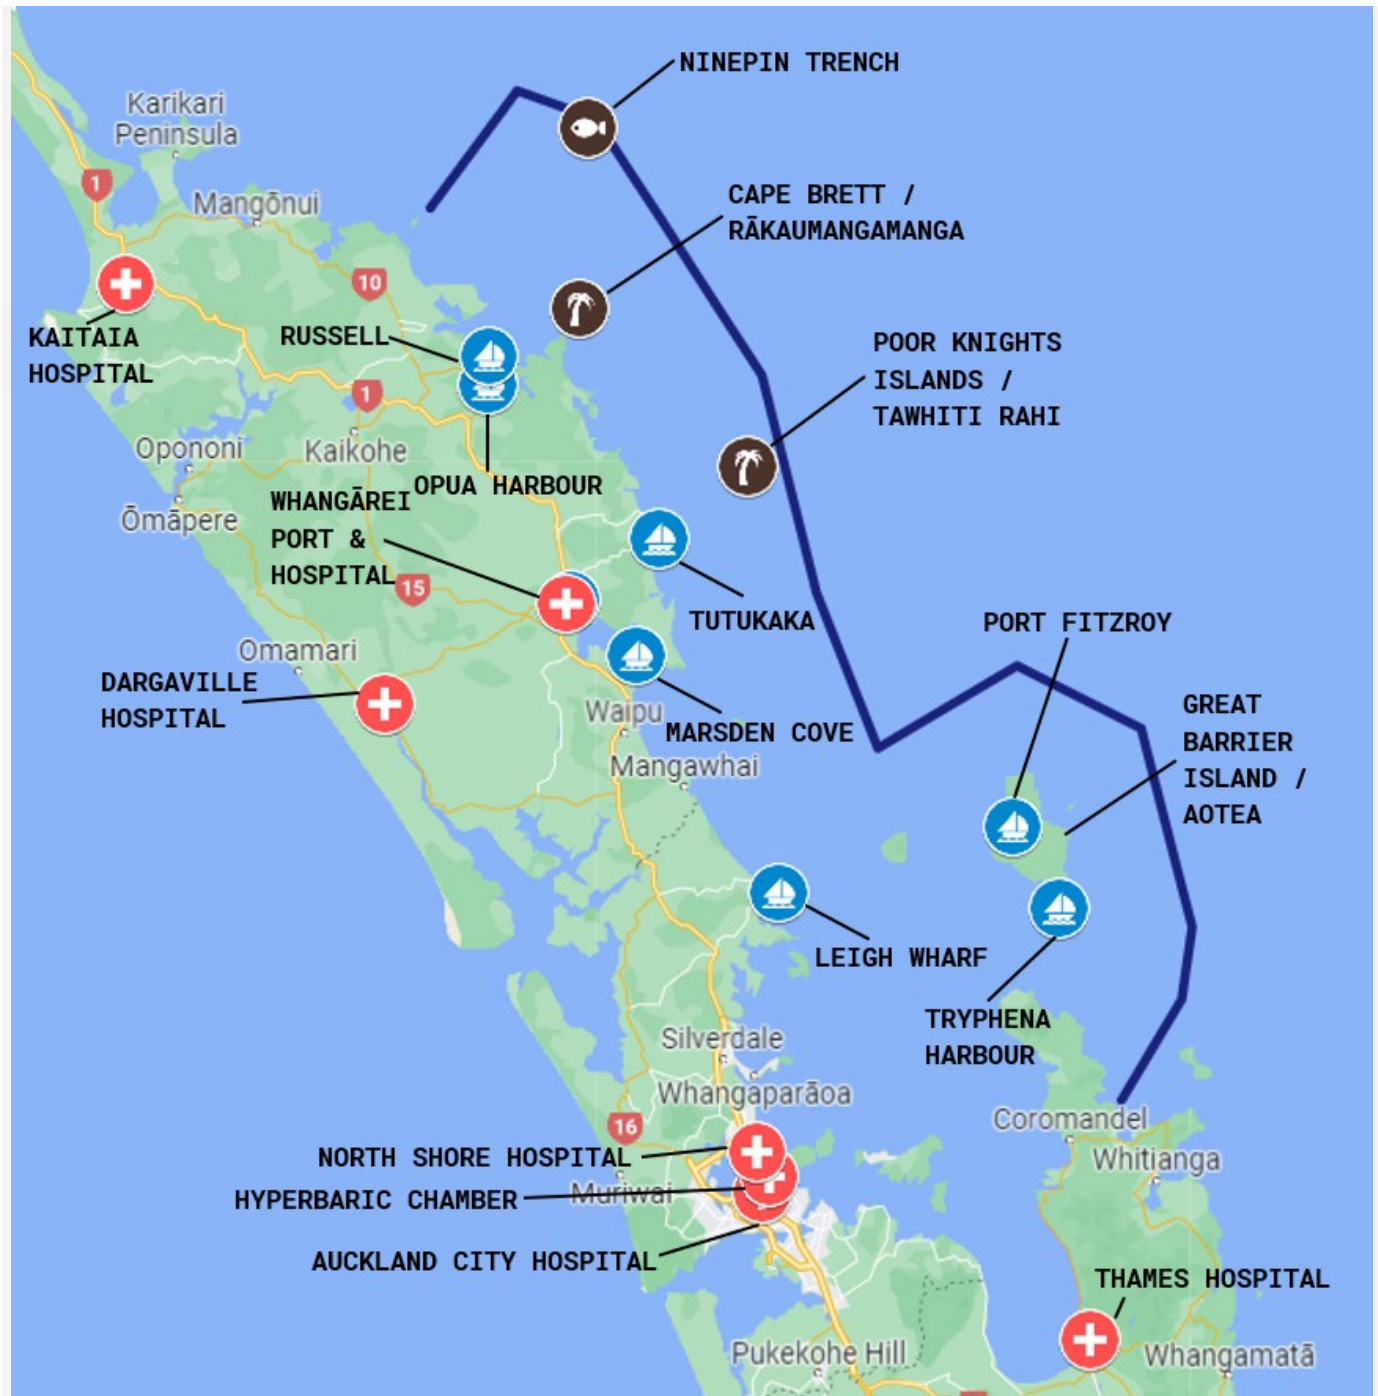 NINEPIN TRENCH
Karikari
Peninsula
1
Mangōnui
CAPE BRETT /
RĀKAUMANGAMANGA
10
KAITAIA
HOSPITAL
RUSSELL
POOR KNIGHTS
ISLANDS /
TAWHITI RAHI
1
Opononi
Kaikohe
OPUA HARBOUR
WHANGĀREI
PORT &
HOSPITAL
Ōmāpere
15
TUTUKAKA
PORT FITZROY
Omamari
DARGAVILLE
HOSPITAL
Waipu
MARSDEN COVE
GREAT
BARRIER
ISLAND /
AOTEA
Mangawhai
LEIGH WHARF
TRYPHENA
HARBOUR
Silverdale
Whangaparāoa
16
Coromandel
Whitianga
NORTH SHORE HOSPITAL
HYPERBARIC CHAMBER
Muriwai
AUCKLAND CITY HOSPITAL
THAMES HOSPITAL
Pukekohe Hill
Whangamatā